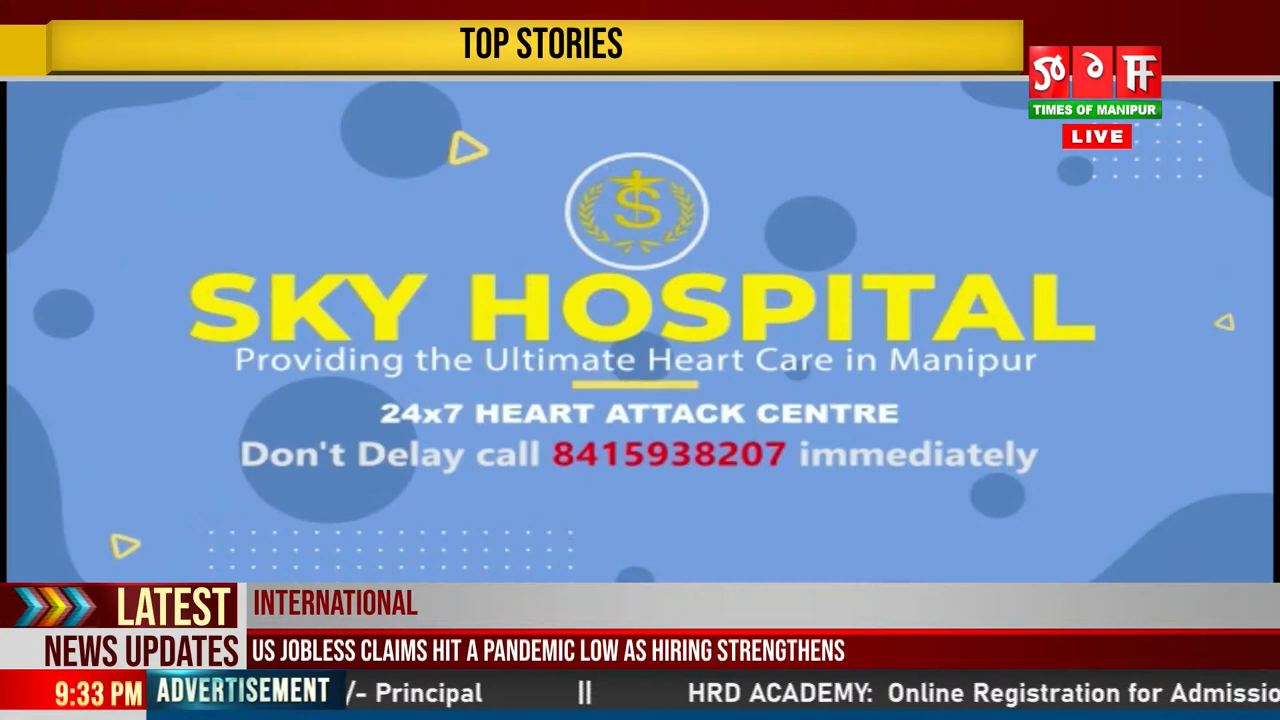 TOP STORIES
TIMES OF MANIPUR
LIVE
S
SKY HOSPITAL
Providing the Ultimate Heart Care in Manipur
24x7 HEART ATTACK CENTRE
Don't Delay call 8415938207 immediately
LATEST
NEWS UPDATES
INTERNATIONAL
US JOBLESS CLAIMS HIT A PANDEMIC LOW AS HIRING STRENGTHENS
9:33 PM
ADVERTISEMENT
/- Principal || HRD ACADEMY: Online Registration for Admissio